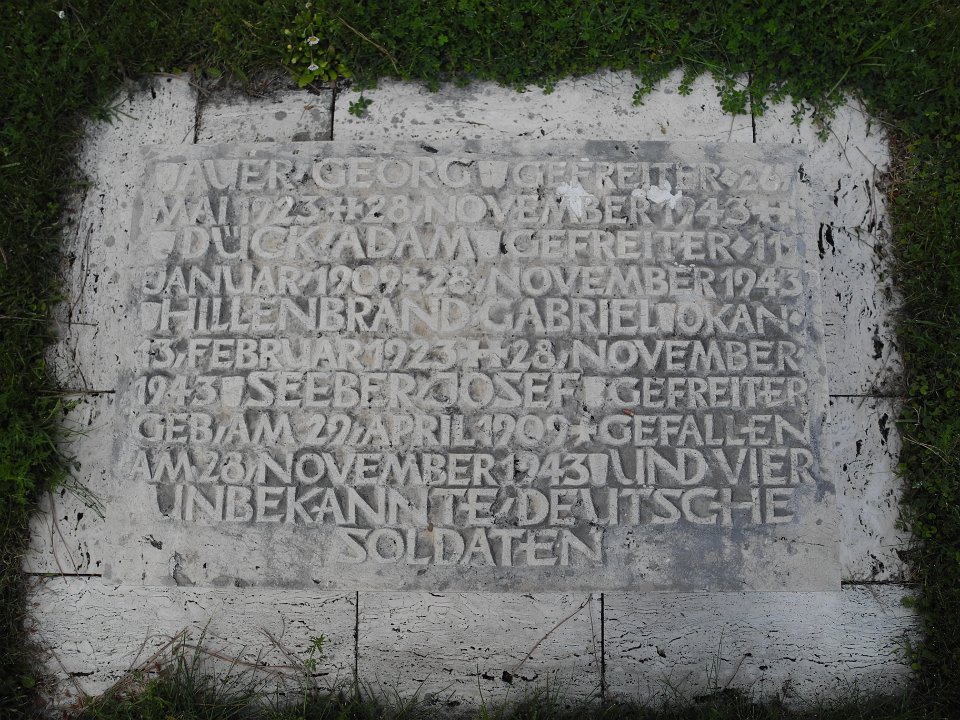 AUER, GEORG GEFREITER · 26,
MAI 1923 + 28, NOVEMBER 1943 +
DÜCK, ADAM GEFREITER · 11,
JANUAR, 1909 + 28, NOVEMBER 1943
HILLENBRAND, GABRIEL, OKAN ·
13, FEBRUAR 1923 + 28, NOVEMBER
1943 SEEBER, JOSEF GEFREITER
GEB, AM 29, APRIL 1909 + GEFALLEN
AM 28, NOVEMBER 1943 UND VIER
UNBEKANNTE, DEUTSCHE
SOLDATEN